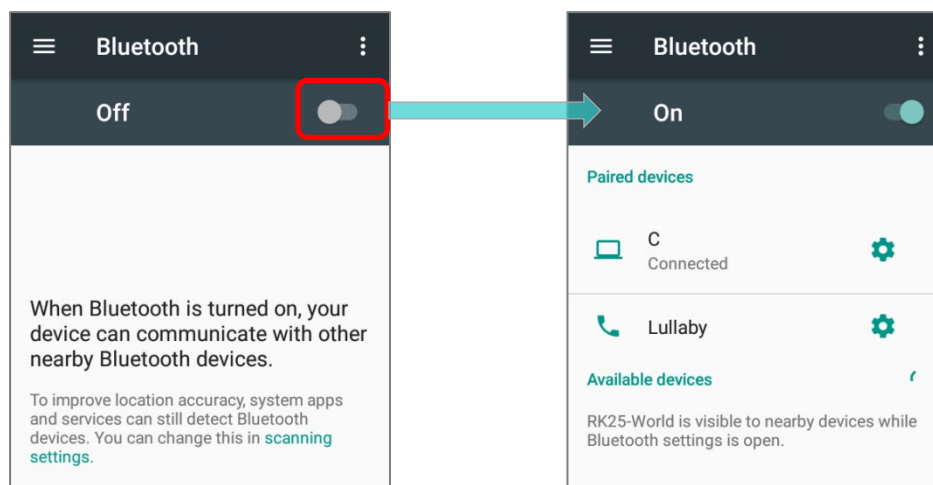 Bluetooth
Off
When Bluetooth is turned on, your
device can communicate with other
nearby Bluetooth devices.
To improve location accuracy, system apps
and services can still detect Bluetooth
devices. You can change this in scanning
settings.
Bluetooth
On
Paired devices
C
Connected
Lullaby
Available devices
RK25-World is visible to nearby devices while
Bluetooth settings is open.